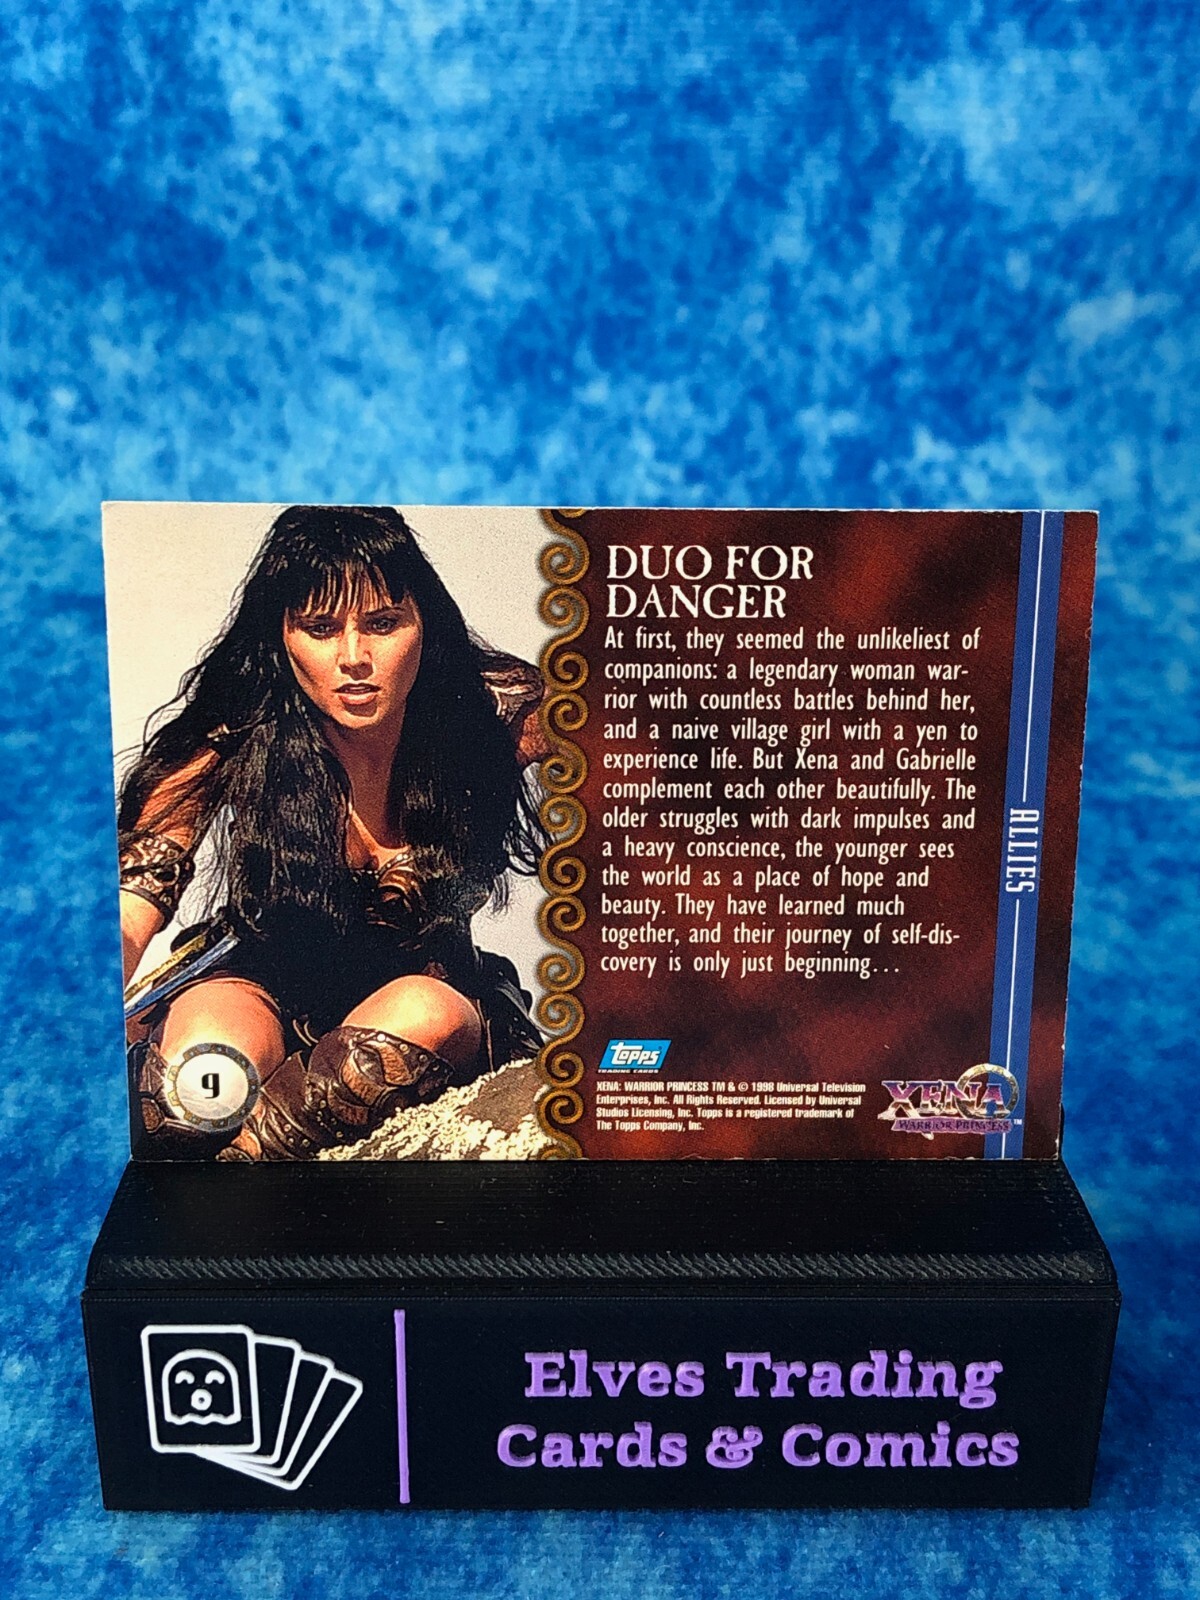 DUO FOR
DANGER
At first, they seemed the unlikeliest of
companions: a legendary woman war-
rior with countless battles behind her,
and a naive village girl with a yen to
experience life. But Xena and Gabrielle
complement each other beautifully. The
older struggles with dark impulses and
a heavy conscience, the younger sees
the world as a place of hope and
beauty. They have learned much
together, and their journey of self-dis-
covery is only just beginning...
ALLIES
9
Topps
TRADING CARDS
XENA: WARRIOR PRINCESS TM & © 1998 Universal Television
Enterprises, Inc. All Rights Reserved. Licensed by Universal
Studios Licensing, Inc. Topps is a registered trademark of
The Topps Company, Inc.
XENA
WARRIOR PRINCESS™
Elves Trading
Cards & Comics